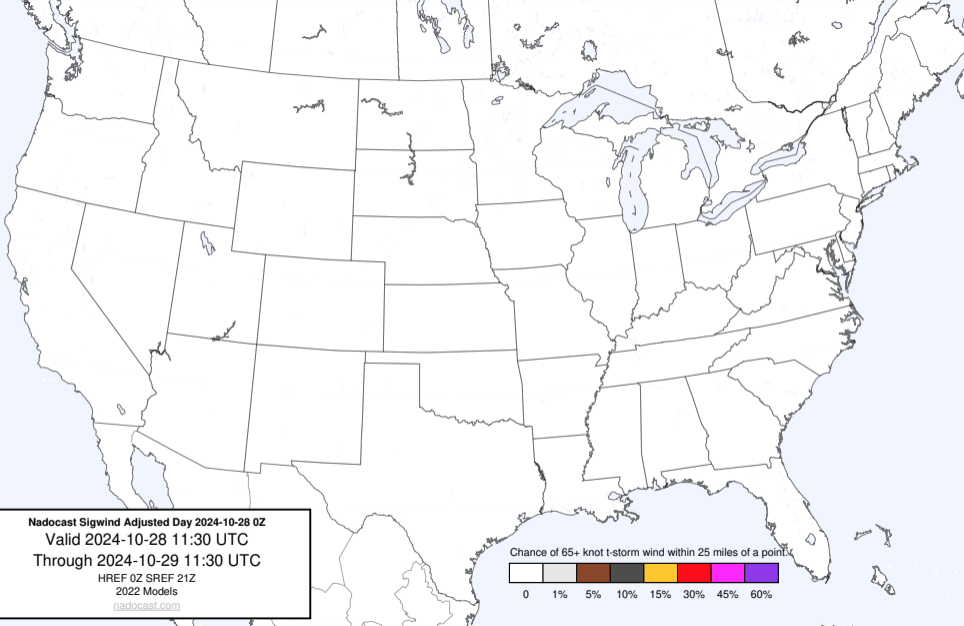 Nadocast Sigwind Adjusted Day 2024-10-28 0Z
Valid 2024-10-28 11:30 UTC
Through 2024-10-29 11:30 UTC
HREF 0Z SREF 21Z
2022 Models
nadocast.com
Chance of 65+ knot t-storm wind within 25 miles of a point.
0 1% 5% 10% 15% 30% 45% 60%